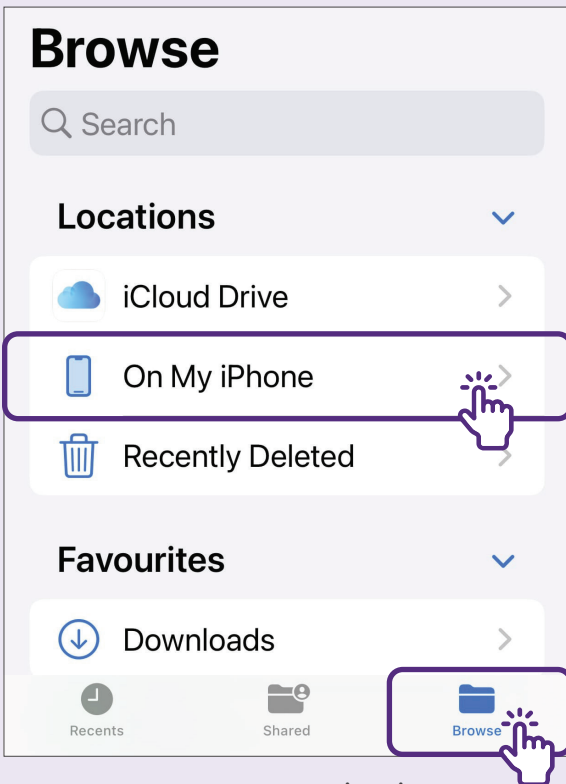 Browse
Search
Locations
iCloud Drive
On My iPhone
Recently Deleted
Favourites
Downloads
Recents
Shared
Browse